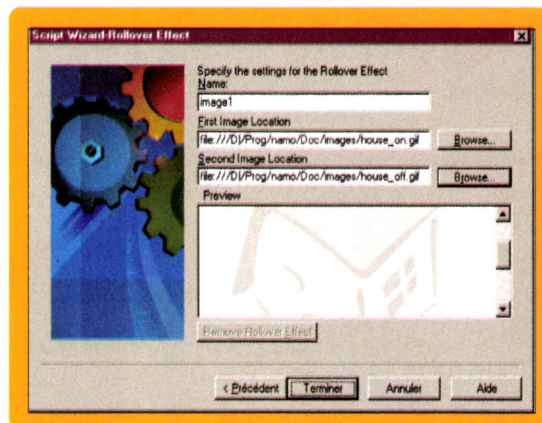 Script Wizard-Rollover Effect
Specify the settings for the Rollover Effect
Name:
image1
First Image Location
file:///D|/Prog/namo/Doc/images/house_on.gif
Browse...
Second Image Location
file:///D|/Prog/namo/Doc/images/house_off.gif
Browse...
Preview
Remove Rollover Effect
< Précédent
Terminer
Annuler
Aide